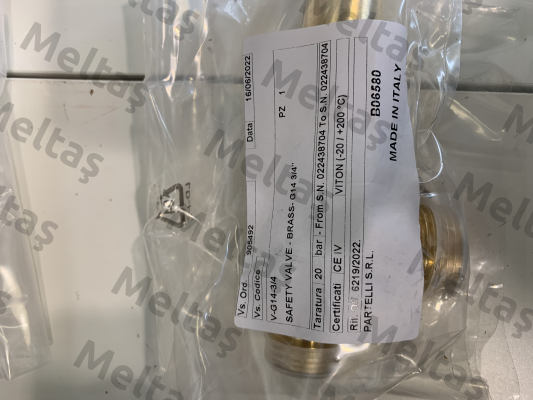 Vs. Ord 905492 Data: 16/06/2022
Vs. Codice
V-G14-3/4 PZ 1
SAFETY VALVE - BRASS- G14 3/4"
Taratura 20 bar - From S.N. 022438704 To S.N. 022438704
Certificati CE IV VITON (-20 / +200 °C)
Rif. 6219/2022. B06580
PARTELLI S.R.L. MADE IN ITALY
Meltaş
Meltaş
Meltaş
Meltaş
Meltaş
Meltaş
Meltaş
Meltaş